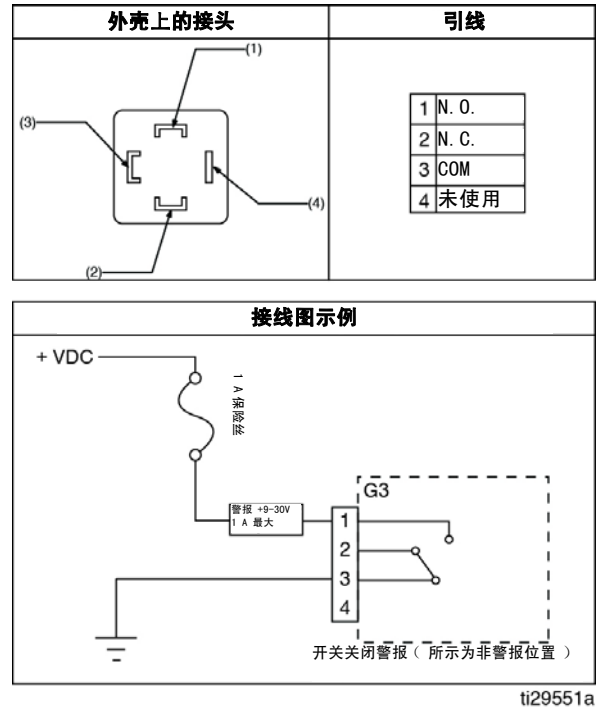 外壳上的接头
引线
(1)
(3)
(4)
(2)
1 N. O.
2 N. C.
3 COM
4 未使用
接线图示例
+ VDC
1 A 保险丝
警报 +9-30V
1 A 最大
G3
1
2
3
4
开关关闭警报（ 所示为非警报位置 ）
ti29551a